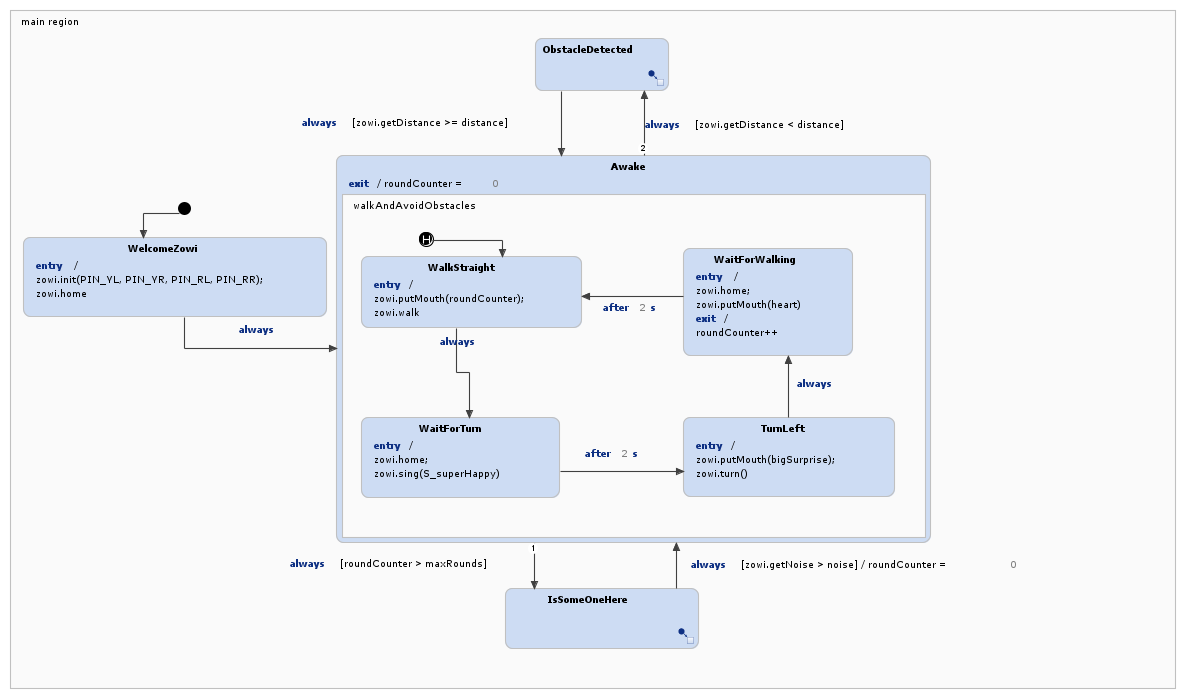 main region
ObstacleDetected
always [zowi.getDistance >= distance]
always [zowi.getDistance < distance]
2
Awake
exit / roundCounter = 0
walkAndAvoidObstacles
WelcomeZowi
entry /
zowi.init(PIN_YL, PIN_YR, PIN_RL, PIN_RR);
zowi.home
always
H
WalkStraight
entry /
zowi.putMouth(roundCounter);
zowi.walk
WaitForWalking
entry /
zowi.home;
zowi.putMouth(heart)
exit /
roundCounter++
after 2 s
always
always
WaitForTurn
entry /
zowi.home;
zowi.sing(S_superHappy)
after 2 s
TurnLeft
entry /
zowi.putMouth(bigSurprise);
zowi.turn()
1
always [roundCounter > maxRounds]
always [zowi.getNoise > noise] / roundCounter = 0
IsSomeOneHere